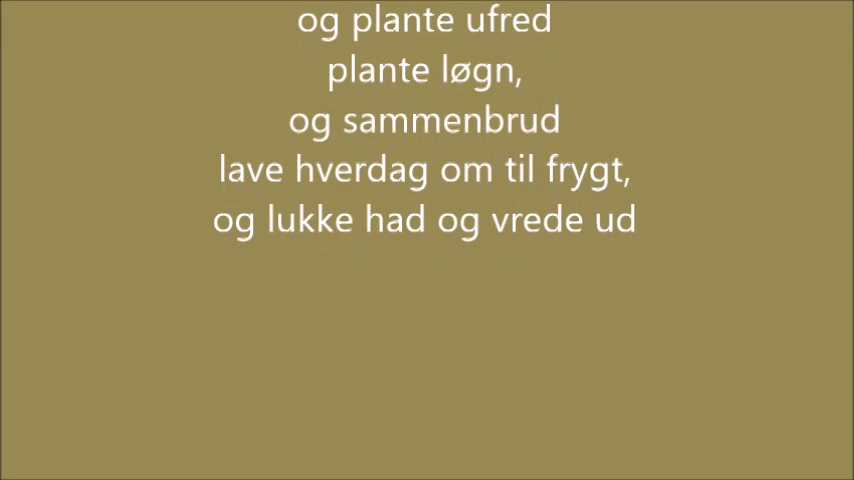 og plante ufred
plante løgn,
og sammenbrud
lave hverdag om til frygt,
og lukke had og vrede ud